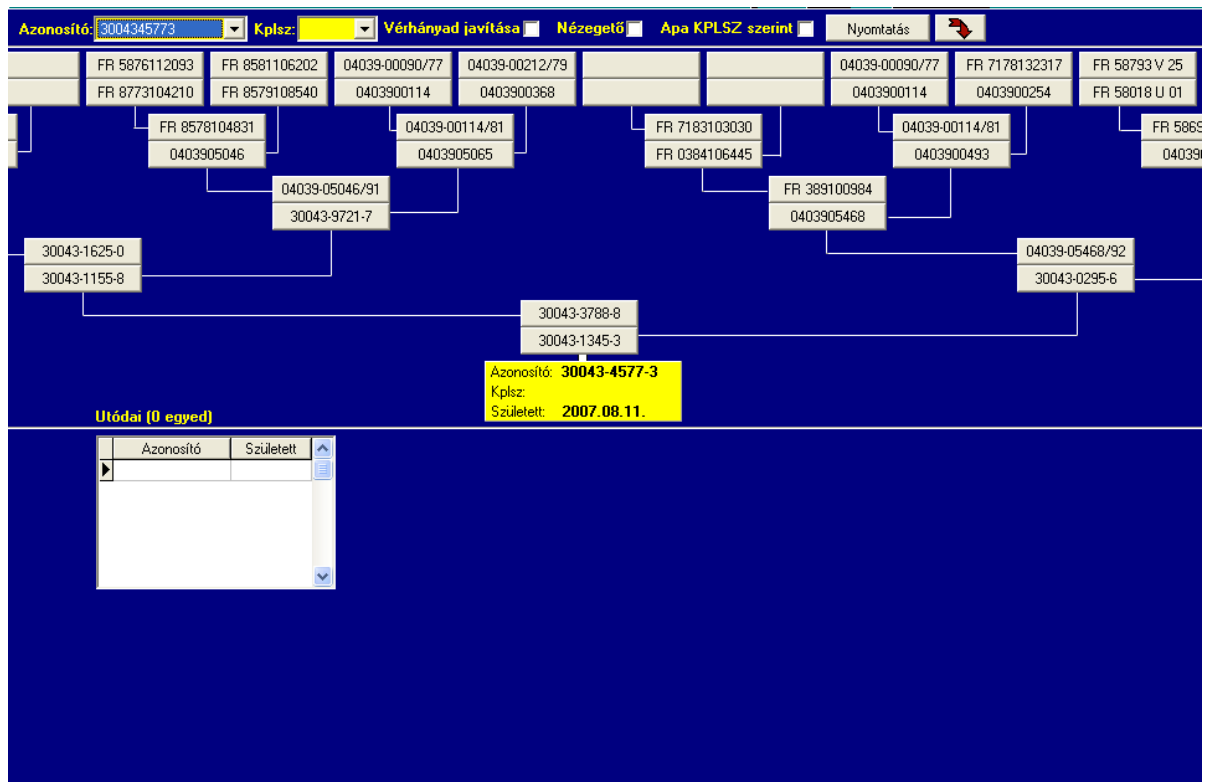 Azonosító: 3004345773 Kplsz: Vérhányad javítása Nézegető Apa KPLSZ szerint Nyomtatás
FR 5876112093 FR 8581106202 04039-00090/77 04039-00212/79 04039-00090/77 FR 7178132317 FR 58793 V 25
FR 8773104210 FR 8579108540 0403900114 0403900368 0403900114 0403900254 FR 58018 U 01
FR 8578104831 04039-00114/81 FR 7183103030 04039-00114/81 FR 5869
0403905046 0403905065 FR 0384106445 0403900493 04039
04039-05046/91 FR 389100984
30043-9721-7 0403905468
30043-1625-0 04039-05468/92
30043-1155-8 30043-0295-6
30043-3788-8
30043-1345-3
Azonosító: 30043-4577-3
Kplsz:
Született: 2007.08.11.
Utódai (0 egyed)
Azonosító Született